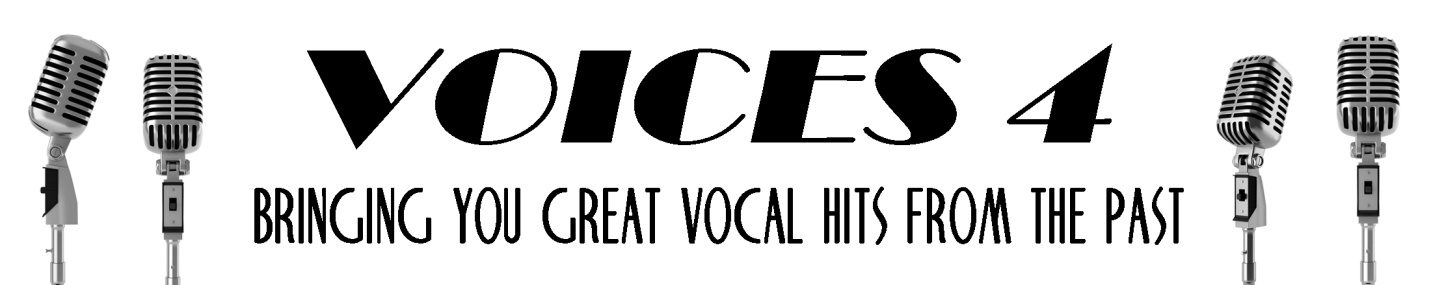 VOICES 4
BRINGING YOU GREAT VOCAL HITS FROM THE PAST